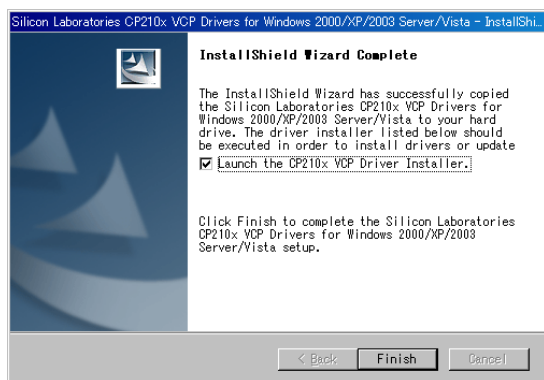 Silicon Laboratories CP210x VCP Drivers for Windows 2000/XP/2003 Server/Vista - InstallShi...
InstallShield Wizard Complete
The InstallShield Wizard has successfully copied
the Silicon Laboratories CP210x VCP Drivers for
Windows 2000/XP/2003 Server/Vista to your hard
drive. The driver installer listed below should
be executed in order to install drivers or update
Launch the CP210x VCP Driver Installer.
Click Finish to complete the Silicon Laboratories
CP210x VCP Drivers for Windows 2000/XP/2003
Server/Vista setup.
< Back
Finish
Cancel